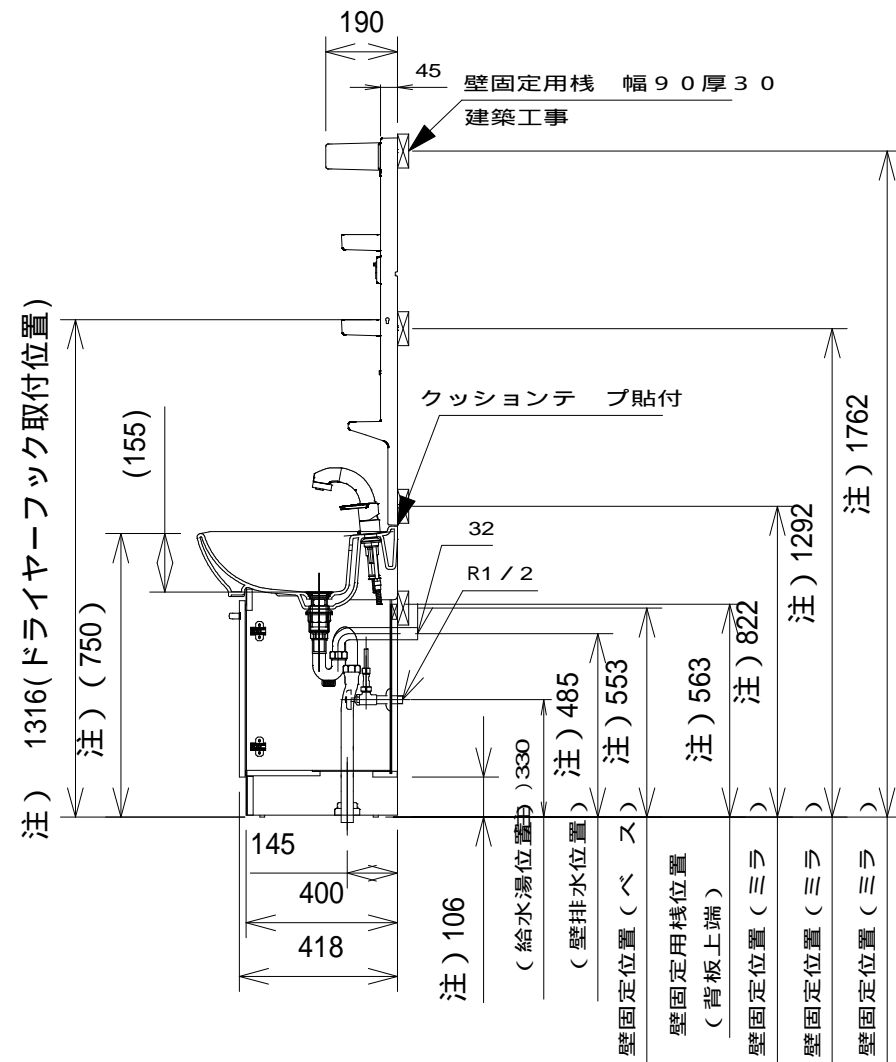 190
45
壁固定用桟 幅９０厚３０
建築工事
クッションテ プ貼付
32
R1／2
注） 1316(ドライヤーフック取付位置)
注）(750)
(155)
145
400
418
注）106
）330
（給水湯位置
注）485
（壁排水位置）
注）553
壁固定位置（ベ ス）
注）563
壁固定用桟位置
（背板上端）
注）822
壁固定位置（ミラ ）
注）1292
壁固定位置（ミラ ）
注）1762
壁固定位置（ミラ ）